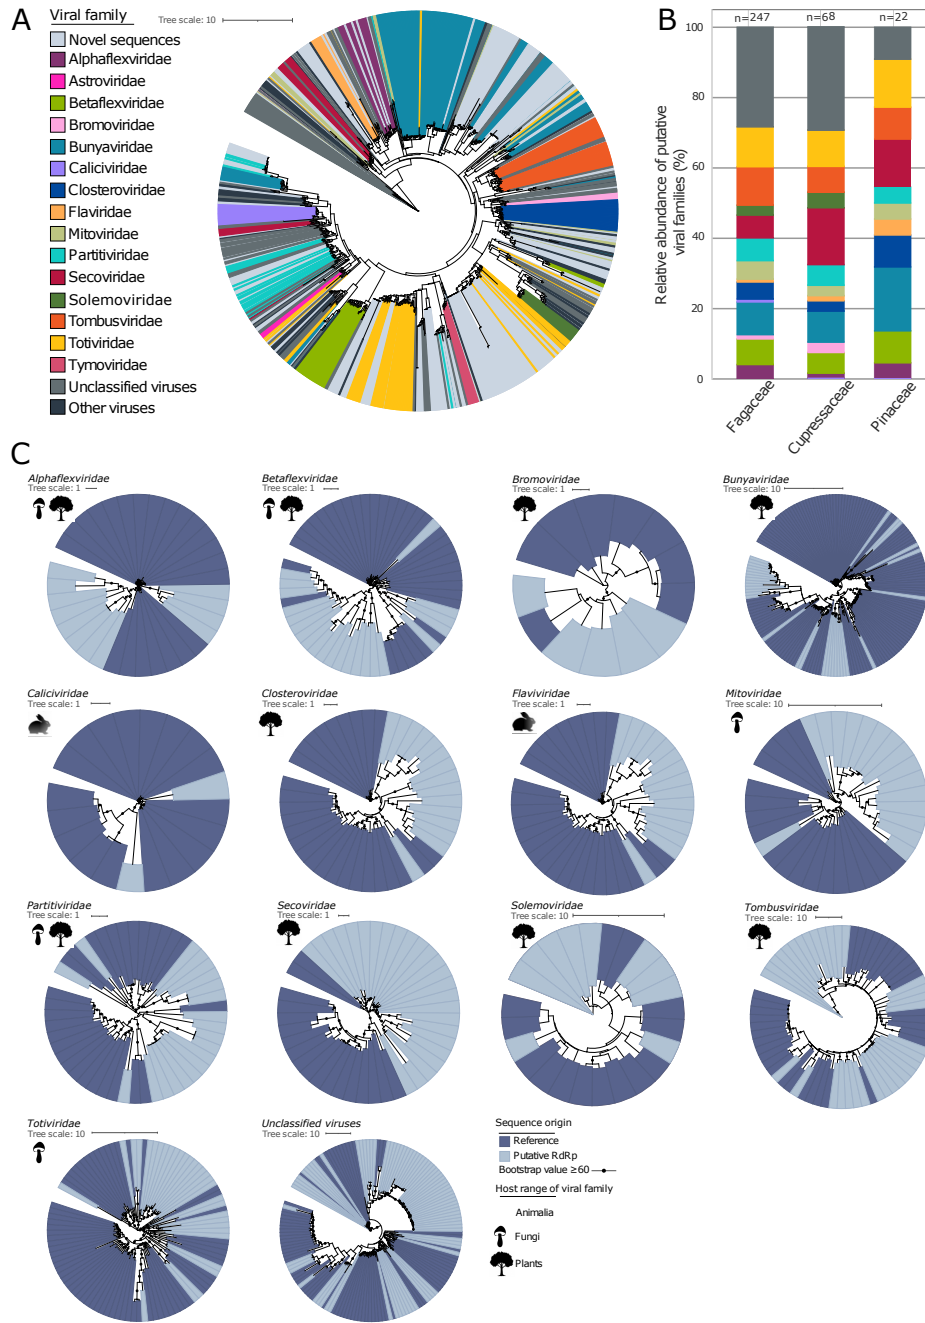 A
Viral family
Tree scale: 10
Novel sequences
Alphaflexviridae
Astroviridae
Betaflexviridae
Bromoviridae
Bunyaviridae
Caliciviridae
Closteroviridae
Flaviridae
Mitoviridae
Partitiviridae
Secoviridae
Solemoviridae
Tombusviridae
Totiviridae
Tymoviridae
Unclassified viruses
Other viruses
B
n=247 n=68 n=22
Relative abundance of putative
viral families (%)
100
80
60
40
20
0
Fagaceae
Cupressaceae
Pinaceae
C
Alphaflexviridae
Tree scale: 1
Betaflexviridae
Tree scale: 1
Bromoviridae
Tree scale: 1
Bunyaviridae
Tree scale: 10
Caliciviridae
Tree scale: 1
Closteroviridae
Tree scale: 1
Flaviviridae
Tree scale: 1
Mitoviridae
Tree scale: 10
Partitiviridae
Tree scale: 1
Secoviridae
Tree scale: 1
Solemoviridae
Tree scale: 10
Tombusviridae
Tree scale: 10
Totiviridae
Tree scale: 10
Unclassified viruses
Tree scale: 10
Sequence origin
Reference
Putative RdRp
Bootstrap value ≥60
Host range of viral family
Animalia
Fungi
Plants